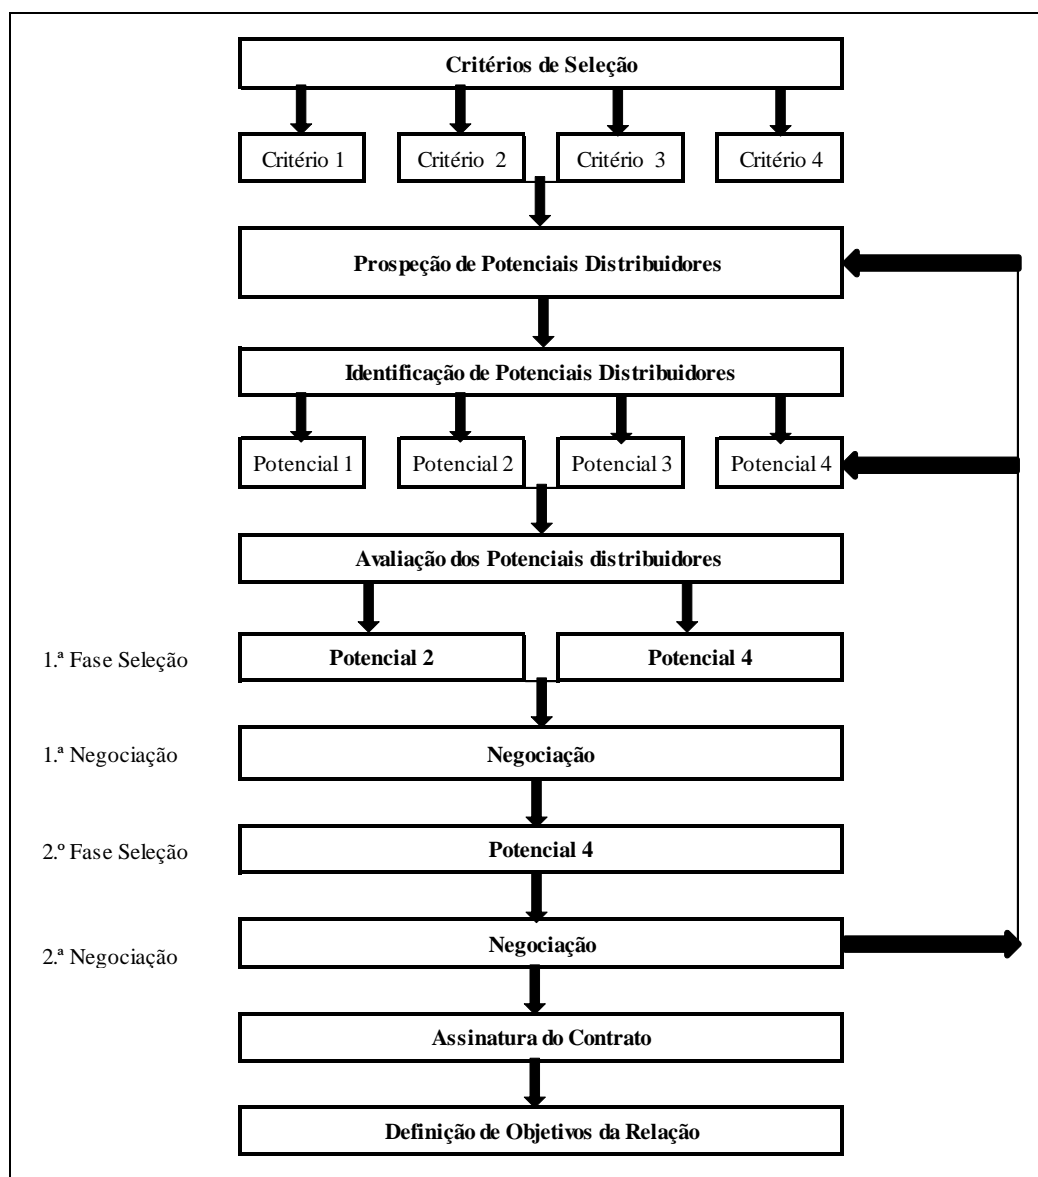 Critérios de Seleção
Critério 1
Critério 2
Critério 3
Critério 4
Prospeção de Potenciais Distribuidores
Identificação de Potenciais Distribuidores
Potencial 1
Potencial 2
Potencial 3
Potencial 4
Avaliação dos Potenciais distribuidores
1.ª Fase Seleção
Potencial 2
Potencial 4
1.ª Negociação
Negociação
2.º Fase Seleção
Potencial 4
2.ª Negociação
Negociação
Assinatura do Contrato
Definição de Objetivos da Relação